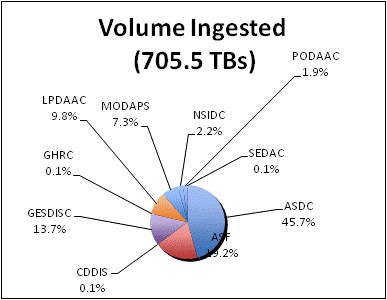 Volume Ingested
(705.5 TBs)
PODAAC
1.9%
LPDAAC
9.8%
MODAPS
7.3%
NSIDC
2.2%
SEDAC
0.1%
GHRC
0.1%
ASDC
45.7%
GESDISC
13.7%
ASF
19.2%
CDDIS
0.1%